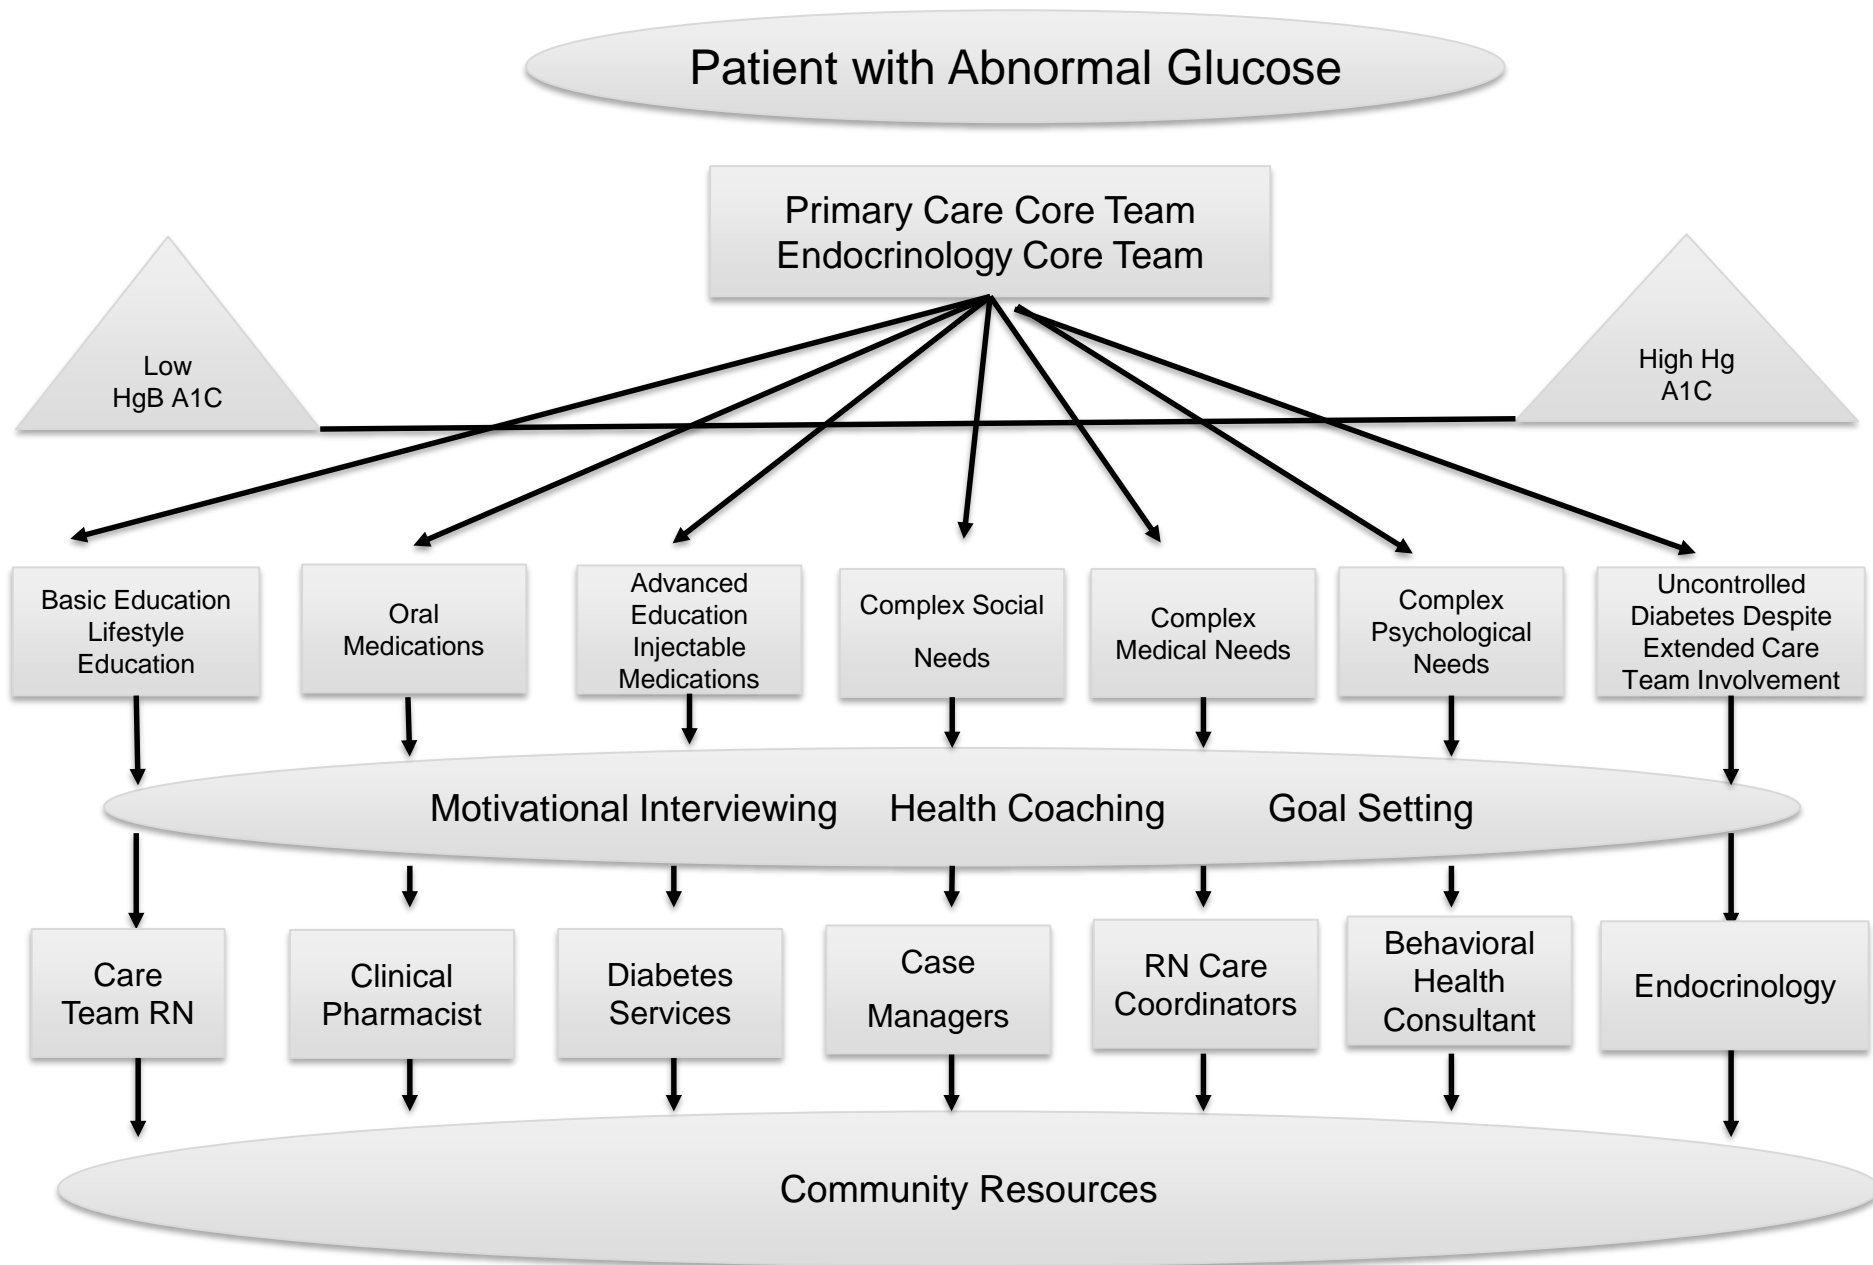 Patient with Abnormal Glucose
Primary Care Core Team
Endocrinology Core Team
Low
HgB A1C
High Hg
A1C
Basic Education
Lifestyle
Education
Oral
Medications
Advanced
Education
Injectable
Medications
Complex Social
Needs
Complex
Medical Needs
Complex
Psychological
Needs
Uncontrolled
Diabetes Despite
Extended Care
Team Involvement
Motivational Interviewing Health Coaching Goal Setting
Care
Team RN
Clinical
Pharmacist
Diabetes
Services
Case
Managers
RN Care
Coordinators
Behavioral
Health
Consultant
Endocrinology
Community Resources